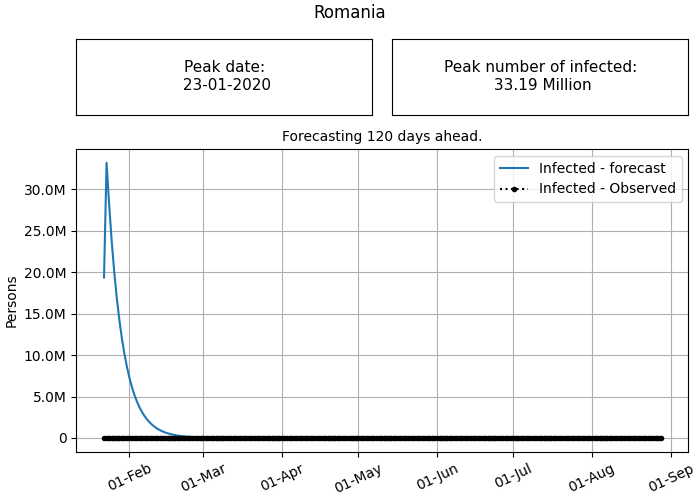 Romania
Peak date:
23-01-2020
Peak number of infected:
33.19 Million
Forecasting 120 days ahead.
Infected - forecast
Infected - Observed
30.0M
25.0M
20.0M
15.0M
10.0M
5.0M
0
Persons
01-Feb
01-Mar
01-Apr
01-May
01-Jun
01-Jul
01-Aug
01-Sep